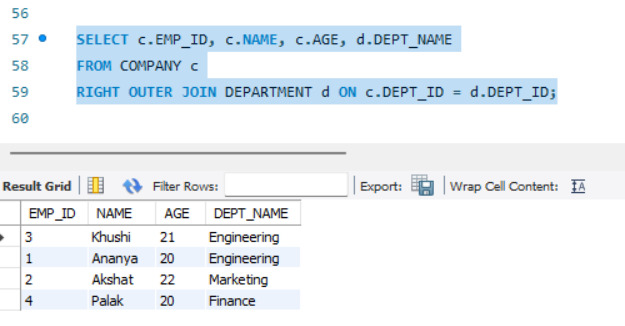 56
57 SELECT c.EMP_ID, c.NAME, c.AGE, d.DEPT_NAME
58 FROM COMPANY c
59 RIGHT OUTER JOIN DEPARTMENT d ON c.DEPT_ID = d.DEPT_ID;
60
Result Grid Filter Rows: Export: Wrap Cell Content: IA
EMP_ID NAME AGE DEPT_NAME
3 Khushi 21 Engineering
1 Ananya 20 Engineering
2 Akshat 22 Marketing
4 Palak 20 Finance